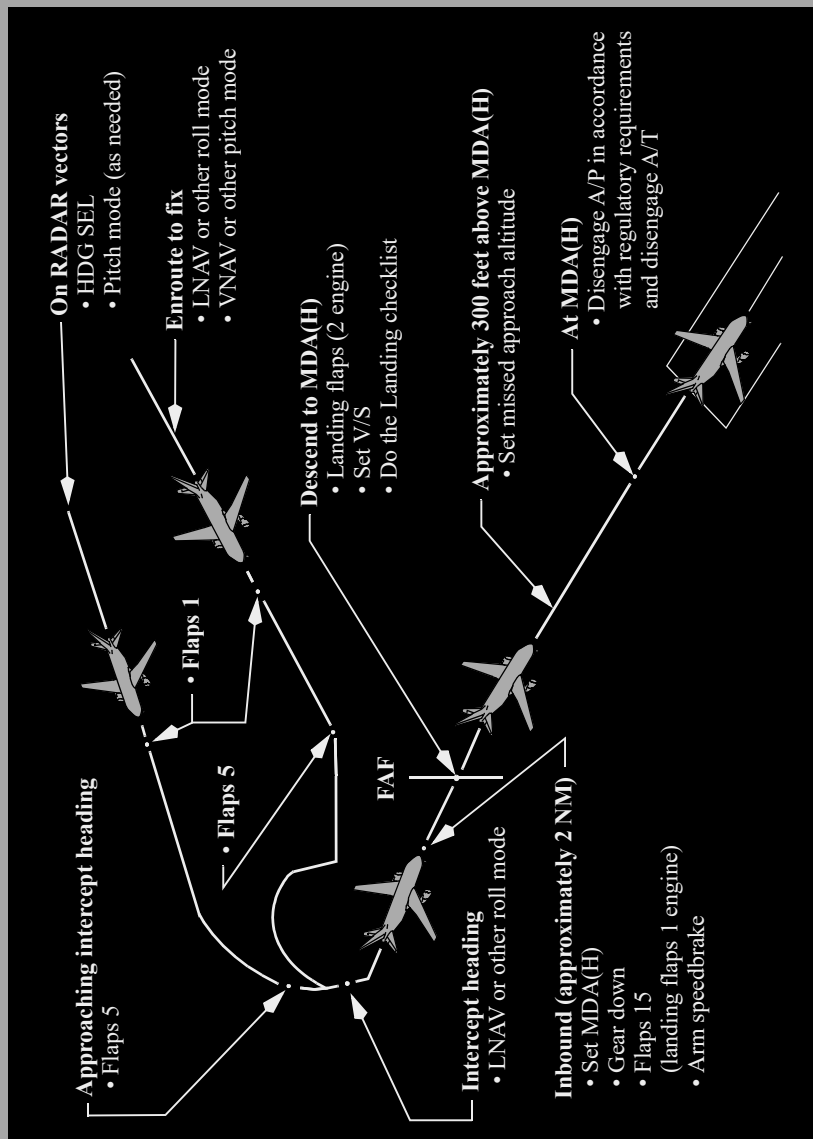 On RADAR vectors
• HDG SEL
• Pitch mode (as needed)
Enroute to fix
• LNAV or other roll mode
• VNAV or other pitch mode
• Flaps 1
Approaching intercept heading
• Flaps 5
• Flaps 5
Descend to MDA(H)
• Landing flaps (2 engine)
• Set V/S
• Do the Landing checklist
FAF
Intercept heading
• LNAV or other roll mode
Approximately 300 feet above MDA(H)
• Set missed approach altitude
At MDA(H)
• Disengage A/P in accordance
with regulatory requirements
and disengage A/T
Inbound (approximately 2 NM)
• Set MDA(H)
• Gear down
• Flaps 15
(landing flaps 1 engine)
• Arm speedbrake